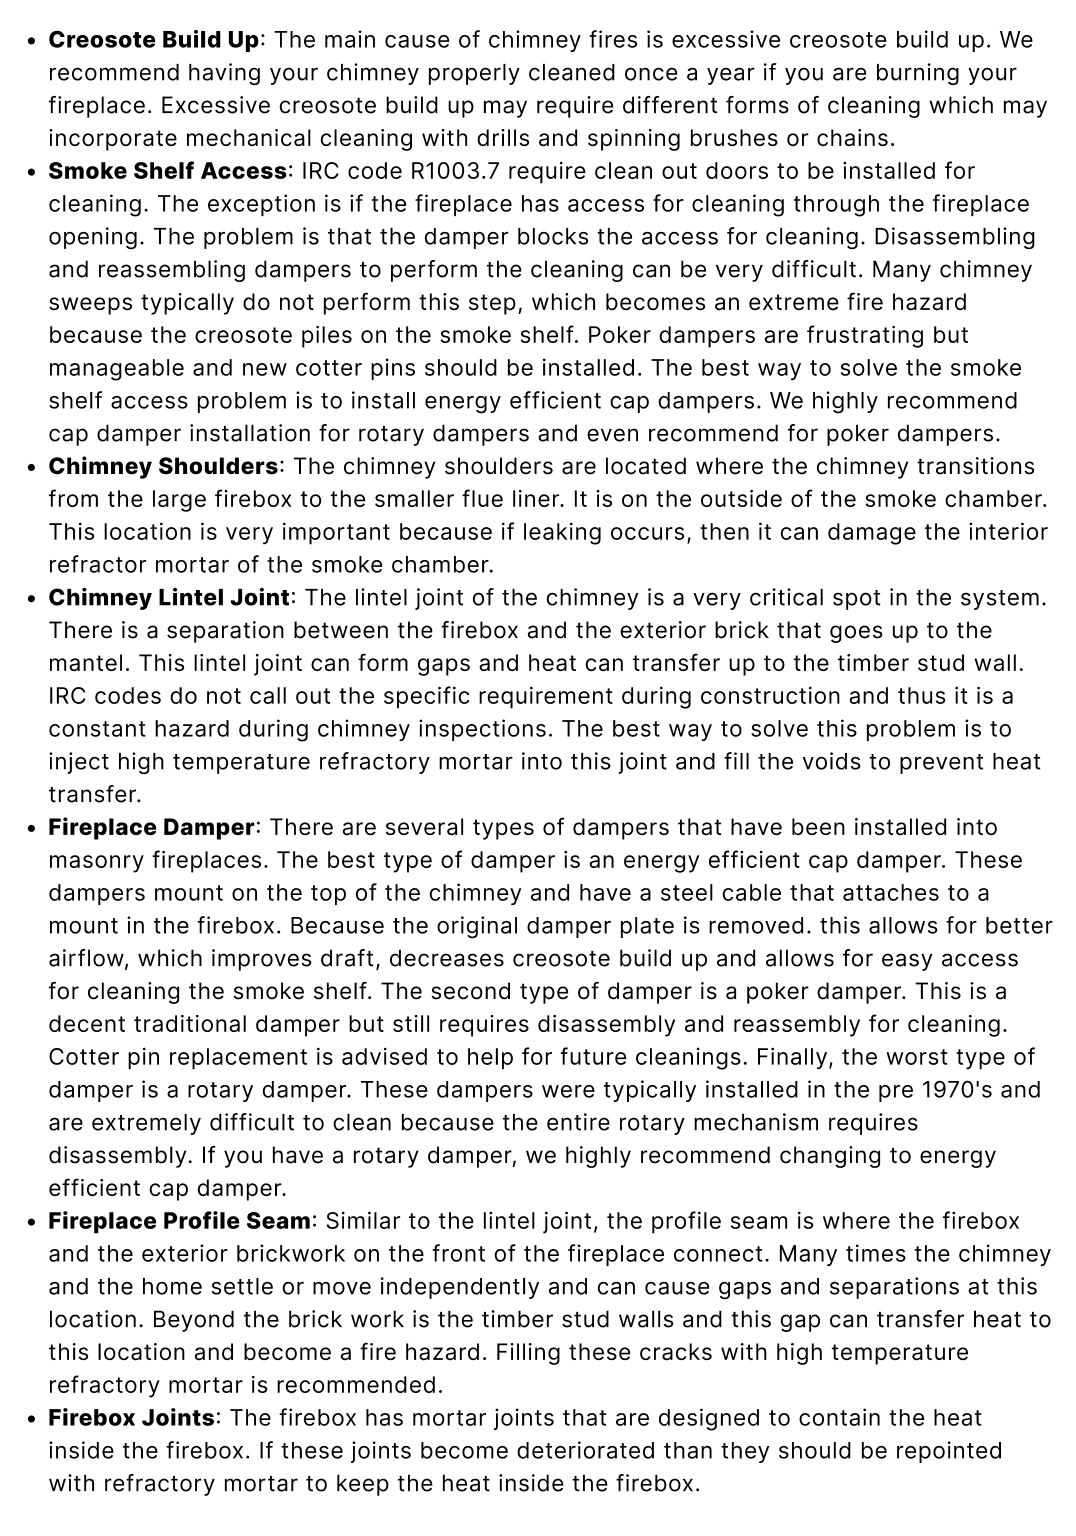 • Creosote Build Up: The main cause of chimney fires is excessive creosote build up. We
recommend having your chimney properly cleaned once a year if you are burning your
fireplace. Excessive creosote build up may require different forms of cleaning which may
incorporate mechanical cleaning with drills and spinning brushes or chains.
• Smoke Shelf Access: IRC code R1003.7 require clean out doors to be installed for
cleaning. The exception is if the fireplace has access for cleaning through the fireplace
opening. The problem is that the damper blocks the access for cleaning. Disassembling
and reassembling dampers to perform the cleaning can be very difficult. Many chimney
sweeps typically do not perform this step, which becomes an extreme fire hazard
because the creosote piles on the smoke shelf. Poker dampers are frustrating but
manageable and new cotter pins should be installed. The best way to solve the smoke
shelf access problem is to install energy efficient cap dampers. We highly recommend
cap damper installation for rotary dampers and even recommend for poker dampers.
• Chimney Shoulders: The chimney shoulders are located where the chimney transitions
from the large firebox to the smaller flue liner. It is on the outside of the smoke chamber.
This location is very important because if leaking occurs, then it can damage the interior
refractor mortar of the smoke chamber.
• Chimney Lintel Joint: The lintel joint of the chimney is a very critical spot in the system.
There is a separation between the firebox and the exterior brick that goes up to the
mantel. This lintel joint can form gaps and heat can transfer up to the timber stud wall.
IRC codes do not call out the specific requirement during construction and thus it is a
constant hazard during chimney inspections. The best way to solve this problem is to
inject high temperature refractory mortar into this joint and fill the voids to prevent heat
transfer.
• Fireplace Damper: There are several types of dampers that have been installed into
masonry fireplaces. The best type of damper is an energy efficient cap damper. These
dampers mount on the top of the chimney and have a steel cable that attaches to a
mount in the firebox. Because the original damper plate is removed. this allows for better
airflow, which improves draft, decreases creosote build up and allows for easy access
for cleaning the smoke shelf. The second type of damper is a poker damper. This is a
decent traditional damper but still requires disassembly and reassembly for cleaning.
Cotter pin replacement is advised to help for future cleanings. Finally, the worst type of
damper is a rotary damper. These dampers were typically installed in the pre 1970's and
are extremely difficult to clean because the entire rotary mechanism requires
disassembly. If you have a rotary damper, we highly recommend changing to energy
efficient cap damper.
• Fireplace Profile Seam: Similar to the lintel joint, the profile seam is where the firebox
and the exterior brickwork on the front of the fireplace connect. Many times the chimney
and the home settle or move independently and can cause gaps and separations at this
location. Beyond the brick work is the timber stud walls and this gap can transfer heat to
this location and become a fire hazard. Filling these cracks with high temperature
refractory mortar is recommended.
• Firebox Joints: The firebox has mortar joints that are designed to contain the heat
inside the firebox. If these joints become deteriorated than they should be repointed
with refractory mortar to keep the heat inside the firebox.